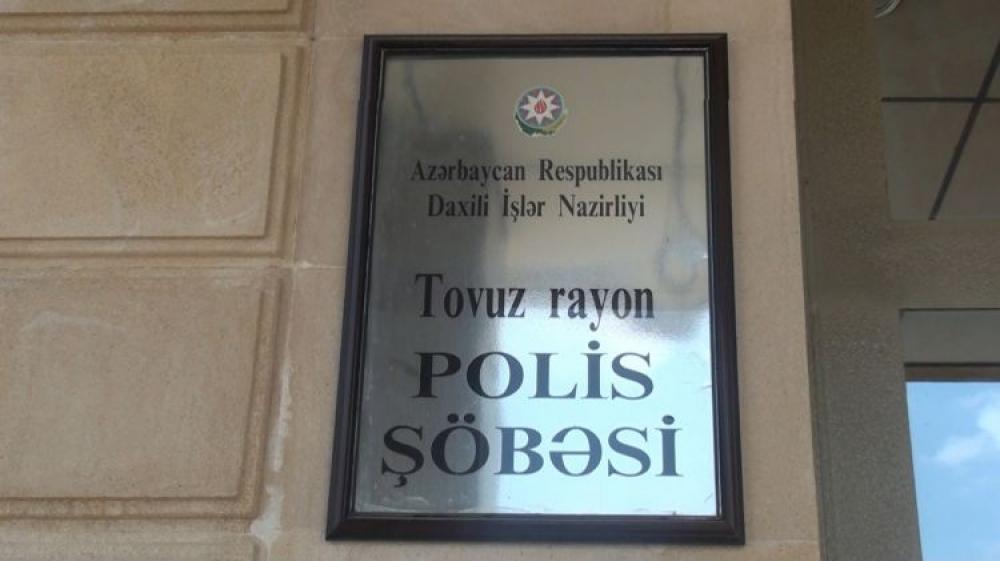 Azərbaycan Respublikası
Daxili İşlər Nazirliyi
Tovuz rayon
POLİS
ŞÖBƏSİ